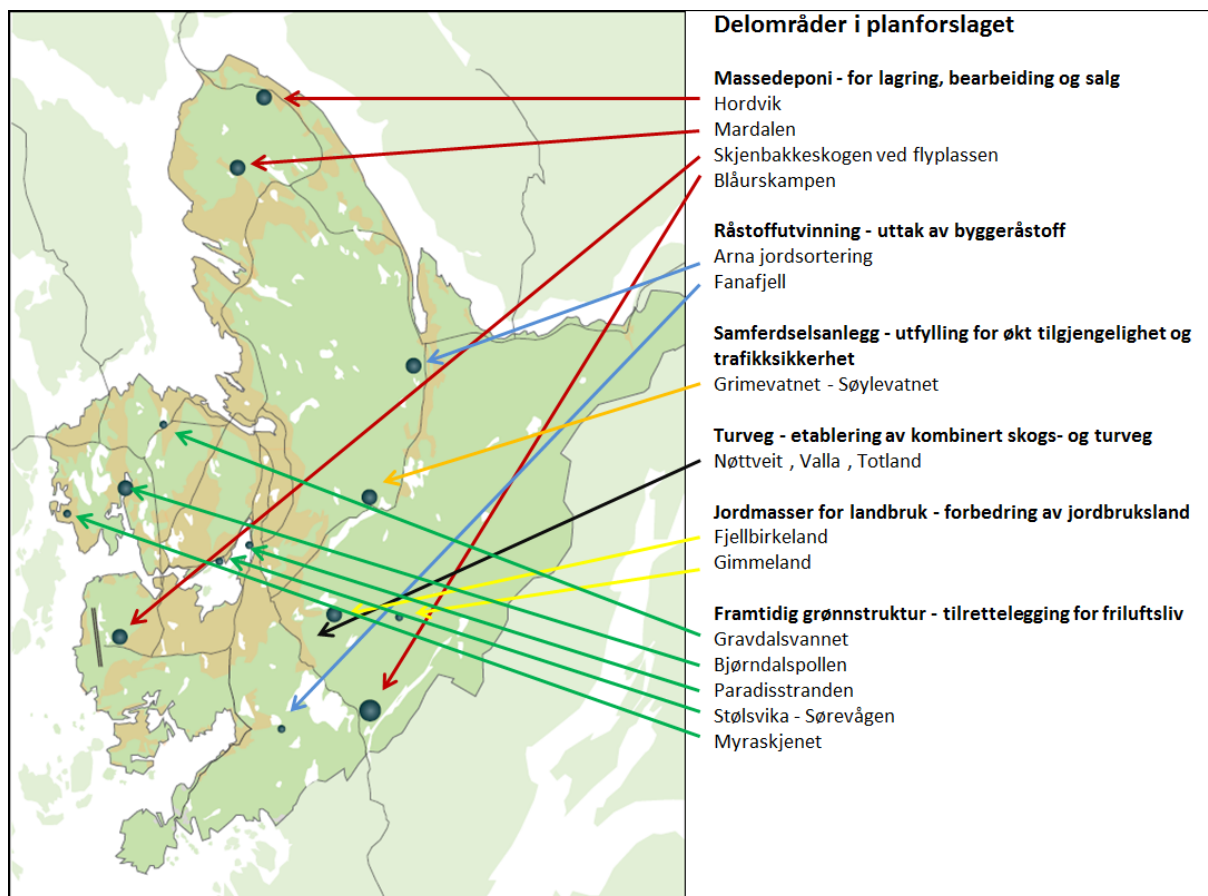 Delområder i planforslaget
Massedeponi - for lagring, bearbeiding og salg
Hordvik
Mardalen
Skjenbakkeskogen ved flyplassen
Blåurskampen
Råstoffutvinning - uttak av byggeråstoff
Arna jordsortering
Fanafjell
Samferdselsanlegg - utfylling for økt tilgjengelighet og
trafikksikkerhet
Grimevatnet - Søylevatnet
Turveg - etablering av kombinert skogs- og turveg
Nøttveit , Valla , Totland
Jordmasser for landbruk - forbedring av jordbruksland
Fjellbirkeland
Gimmeland
Framtidig grønnstruktur - tilrettelegging for friluftsliv
Gravdalsvannet
Bjørndalspollen
Paradisstranden
Stølsvika - Sørevågen
Myraskjenet